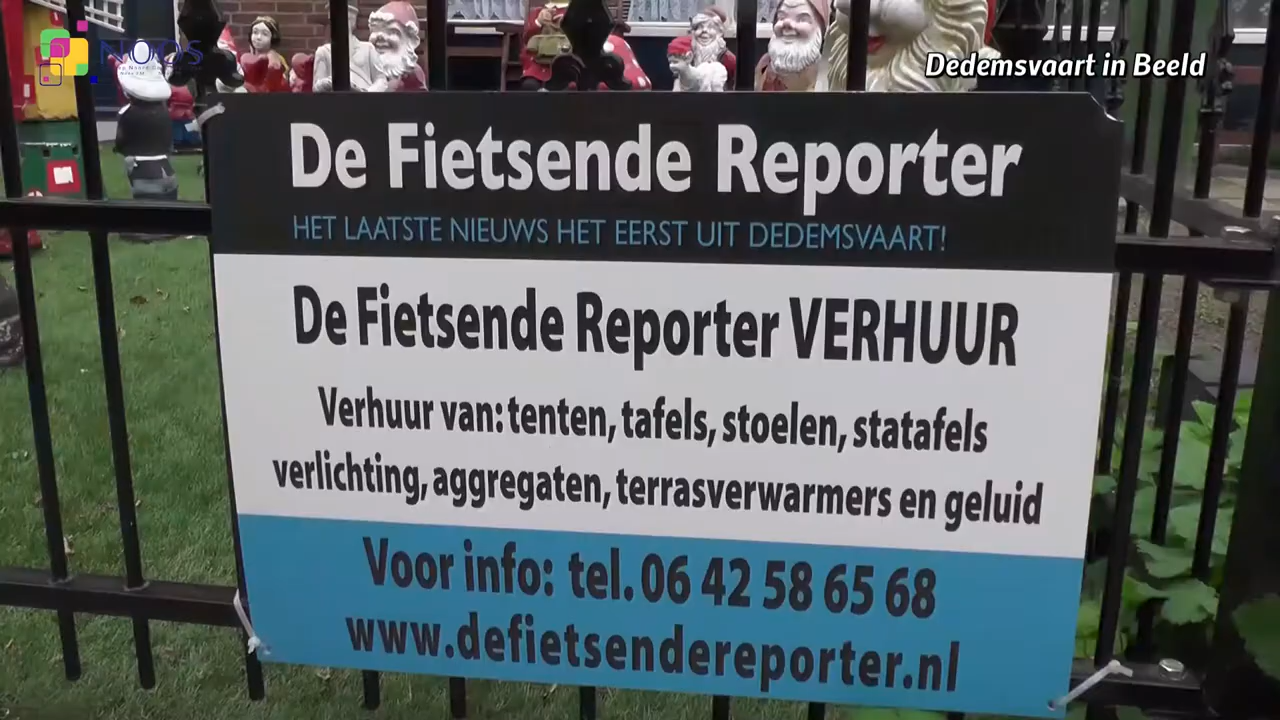 NOOS
Dedemsvaart in Beeld
De Fietsende Reporter
HET LAATSTE NIEUWS HET EERST UIT DEDEMSVAART!
De Fietsende Reporter VERHUUR
Verhuur van: tenten, tafels, stoelen, statafels
verlichting, aggregaten, terrasverwarmers en geluid
Voor info: tel. 06 42 58 65 68
www.defietsendereporter.nl